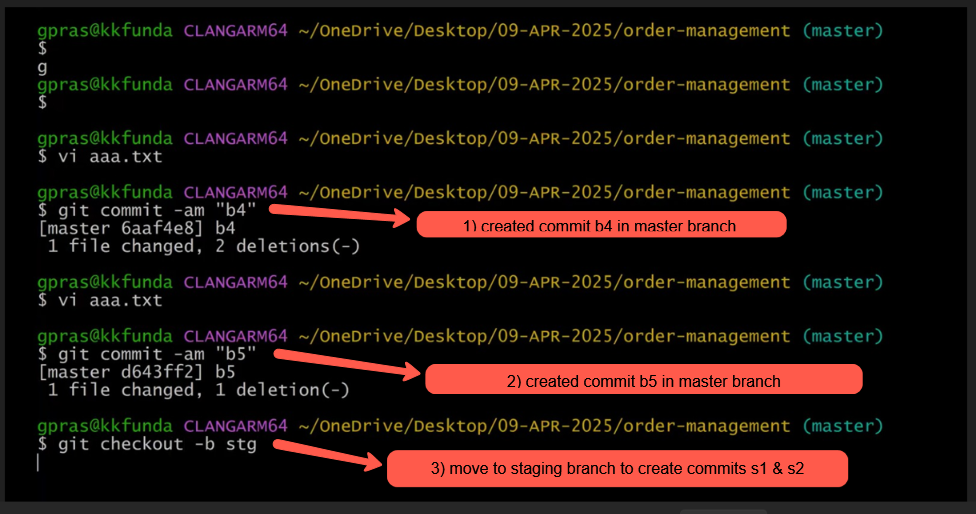 gpras@kkfunda CLANGARM64 ~/OneDrive/Desktop/09-APR-2025/order-management (master)
$
g
gpras@kkfunda CLANGARM64 ~/OneDrive/Desktop/09-APR-2025/order-management (master)
$
gpras@kkfunda CLANGARM64 ~/OneDrive/Desktop/09-APR-2025/order-management (master)
$ vi aaa.txt
gpras@kkfunda CLANGARM64 ~/OneDrive/Desktop/09-APR-2025/order-management (master)
$ git commit -am "b4"
1) created commit b4 in master branch
[master 6aaf4e8] b4
1 file changed, 2 deletions(-)
gpras@kkfunda CLANGARM64 ~/OneDrive/Desktop/09-APR-2025/order-management (master)
$ vi aaa.txt
gpras@kkfunda CLANGARM64 ~/OneDrive/Desktop/09-APR-2025/order-management (master)
$ git commit -am "b5"
[master d643ff2] b5
2) created commit b5 in master branch
1 file changed, 1 deletion(-)
gpras@kkfunda CLANGARM64 ~/OneDrive/Desktop/09-APR-2025/order-management (master)
$ git checkout -b stg
3) move to staging branch to create commits s1 & s2